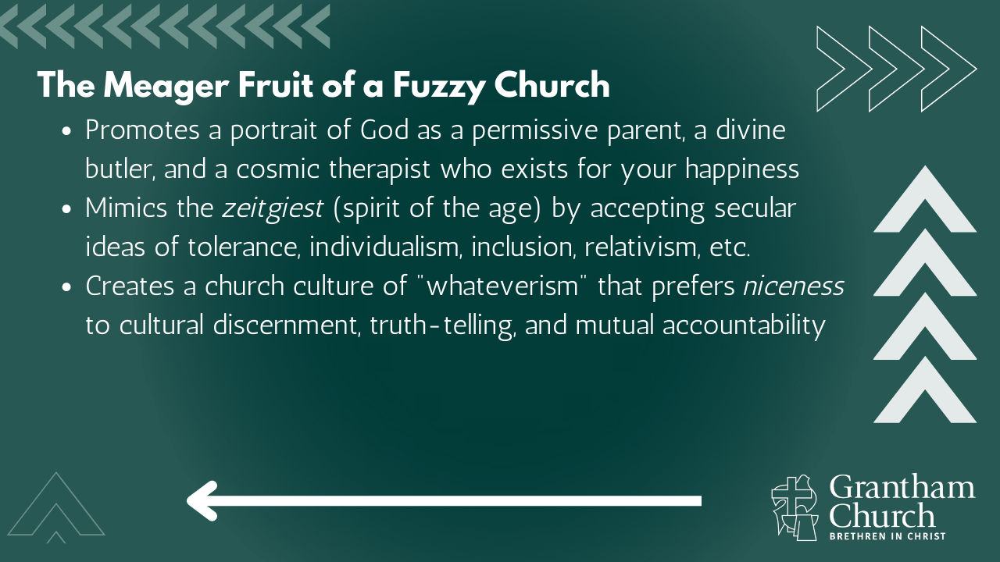 The Meager Fruit of a Fuzzy Church
• Promotes a portrait of God as a permissive parent, a divine
butler, and a cosmic therapist who exists for your happiness
• Mimics the zeitgiest (spirit of the age) by accepting secular
ideas of tolerance, individualism, inclusion, relativism, etc.
• Creates a church culture of "whateverism" that prefers niceness
to cultural discernment, truth-telling, and mutual accountability
Grantham
Church
BRETHREN IN CHRIST